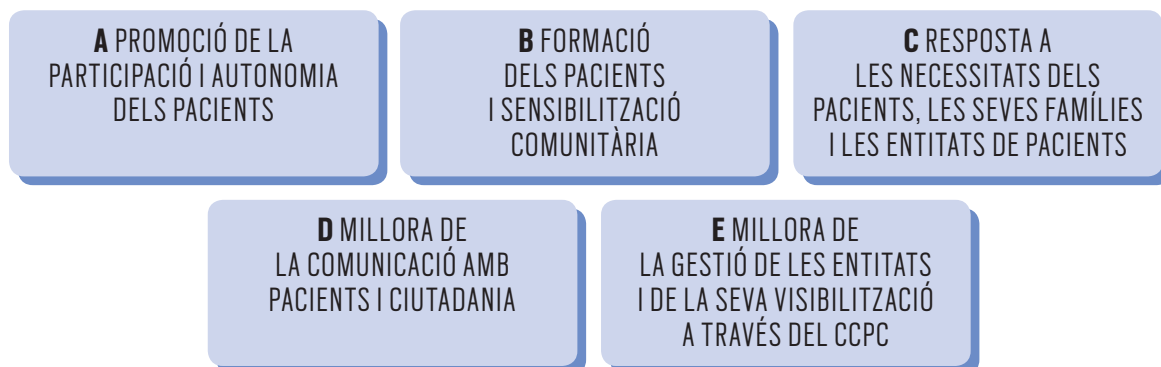 A PROMOCIÓ DE LA
PARTICIPACIÓ I AUTONOMIA
DELS PACIENTS
B FORMACIÓ
DELS PACIENTS
I SENSIBILITZACIÓ
COMUNITÀRIA
C RESPOSTA A
LES NECESSITATS DELS
PACIENTS, LES SEVES FAMÍLIES
I LES ENTITATS DE PACIENTS
D MILLORA DE
LA COMUNICACIÓ AMB
PACIENTS I CIUTADANIA
E MILLORA DE
LA GESTIÓ DE LES ENTITATS
I DE LA SEVA VISIBILITZACIÓ
A TRAVÉS DEL CCPC